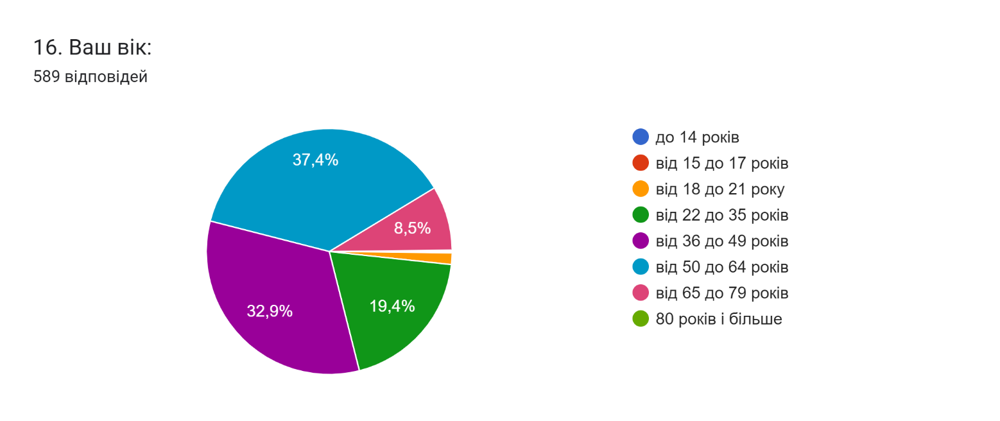 16. Ваш вік:
589 відповідей
37,4%
8,5%
32,9%
19,4%
до 14 років
від 15 до 17 років
від 18 до 21 року
від 22 до 35 років
від 36 до 49 років
від 50 до 64 років
від 65 до 79 років
80 років і більше